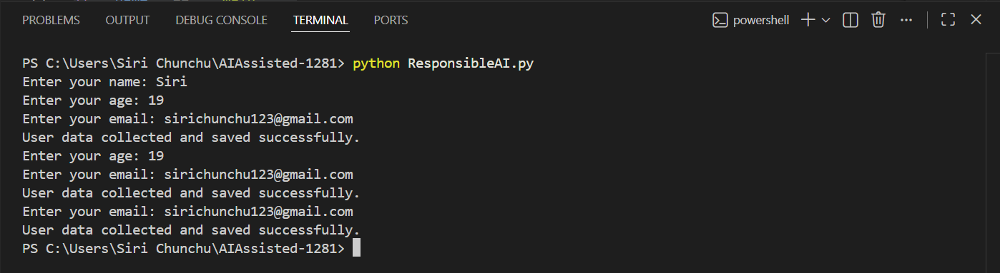 PROBLEMS OUTPUT DEBUG CONSOLE TERMINAL PORTS powershell
PS C:\Users\Siri Chunchu\AIAssisted-1281> python ResponsibleAI.py
Enter your name: Siri
Enter your age: 19
Enter your email: sirichunchu123@gmail.com
User data collected and saved successfully.
Enter your age: 19
Enter your email: sirichunchu123@gmail.com
User data collected and saved successfully.
Enter your email: sirichunchu123@gmail.com
User data collected and saved successfully.
PS C:\Users\Siri Chunchu\AIAssisted-1281>